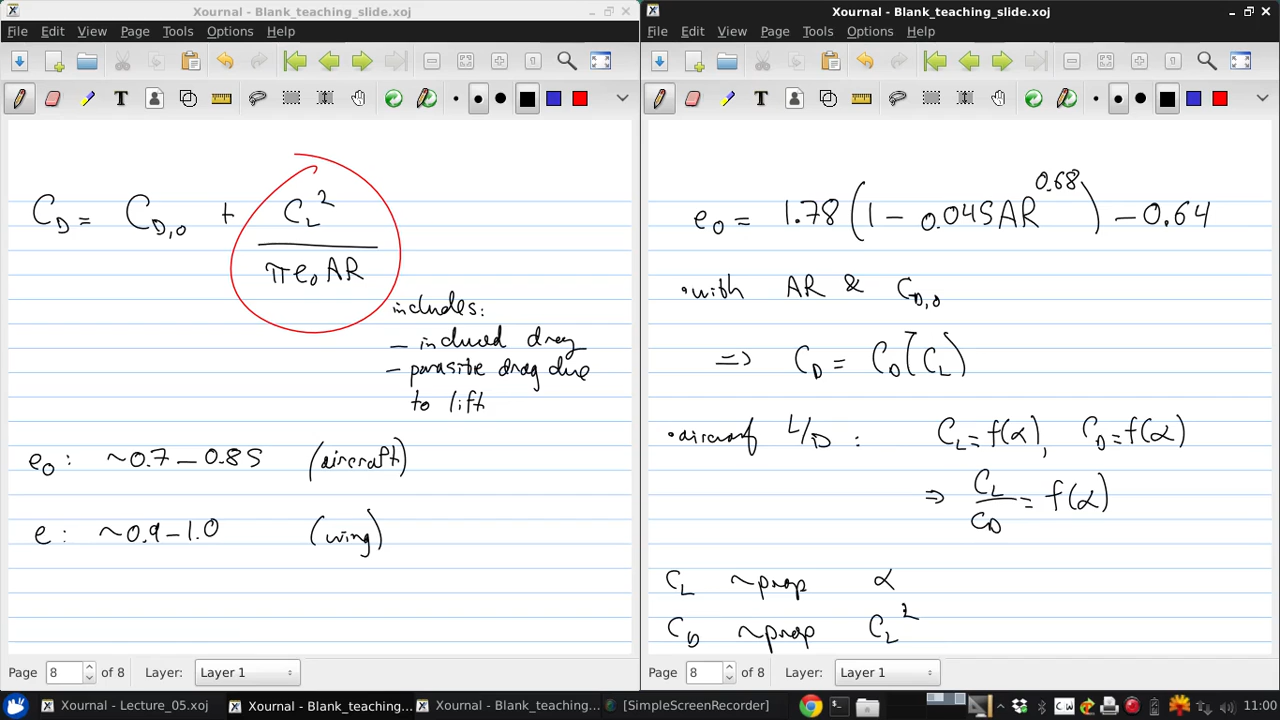 Xournal - Blank_teaching_slide.xoj
File Edit View Page Tools Options Help
C_D = C_{D,0} + C_L^2 / (π e_0 AR)
includes:
– induced drag
– parasite drag due
to lift
e_0 : ~0.7 – 0.85 (aircraft)
e : ~0.9 – 1.0 (wing)
Page 8 of 8 Layer: Layer 1
Xournal - Blank_teaching_slide.xoj
File Edit View Page Tools Options Help
e_0 = 1.78 (1 – 0.045 AR^{0.68}) – 0.64
• with AR & C_{D,0}
=> C_D = C_D (C_L)
• aircraft L/D : C_L = f(α), C_D = f(α)
=> C_L / C_D = f(α)
C_L ~prop α
C_D ~prop C_L^2
Page 8 of 8 Layer: Layer 1
Xournal - Lecture_05.xoj Xournal - Blank_teaching... Xournal - Blank_teaching... [SimpleScreenRecorder] 11:00